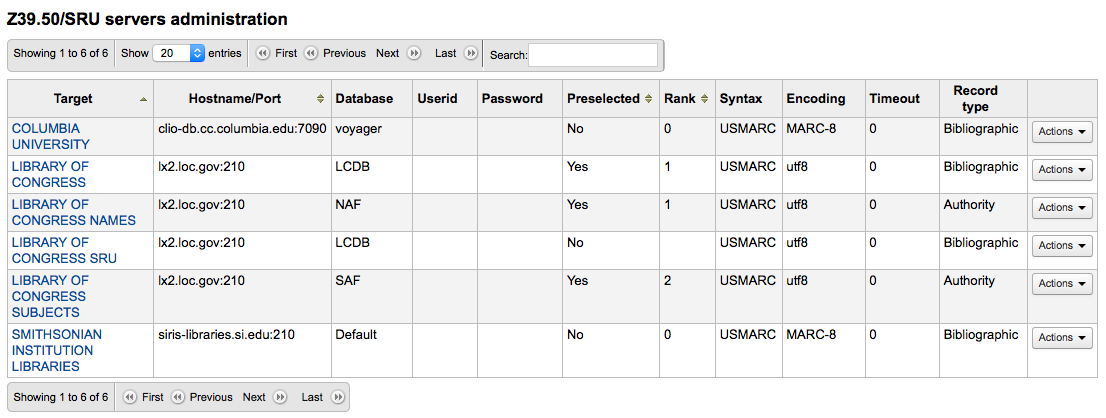 Z39.50/SRU servers administration
Showing 1 to 6 of 6 Show 20 entries First Previous Next Last Search:
Target Hostname/Port Database Userid Password Preselected Rank Syntax Encoding Timeout Record
type
COLUMBIA clio-db.cc.columbia.edu:7090 voyager No 0 USMARC MARC-8 0 Bibliographic Actions
UNIVERSITY
LIBRARY OF lx2.loc.gov:210 LCDB Yes 1 USMARC utf8 0 Bibliographic Actions
CONGRESS
LIBRARY OF lx2.loc.gov:210 NAF Yes 1 USMARC utf8 0 Authority Actions
CONGRESS NAMES
LIBRARY OF lx2.loc.gov:210 LCDB No USMARC utf8 0 Bibliographic Actions
CONGRESS SRU
LIBRARY OF lx2.loc.gov:210 SAF Yes 2 USMARC utf8 0 Authority Actions
CONGRESS
SUBJECTS
SMITHSONIAN siris-libraries.si.edu:210 Default No 0 USMARC MARC-8 0 Bibliographic Actions
INSTITUTION
LIBRARIES
Showing 1 to 6 of 6 First Previous Next Last